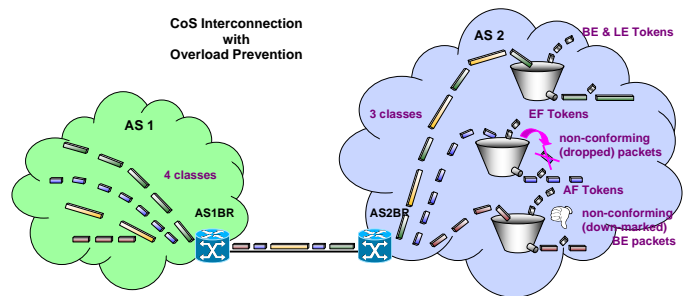 CoS Interconnection
with
Overload Prevention
AS 2
BE & LE Tokens
3 classes
EF Tokens
AS 1
non-conforming
(dropped) packets
4 classes
AF Tokens
AS1BR
AS2BR
non-conforming
(down-marked)
BE packets